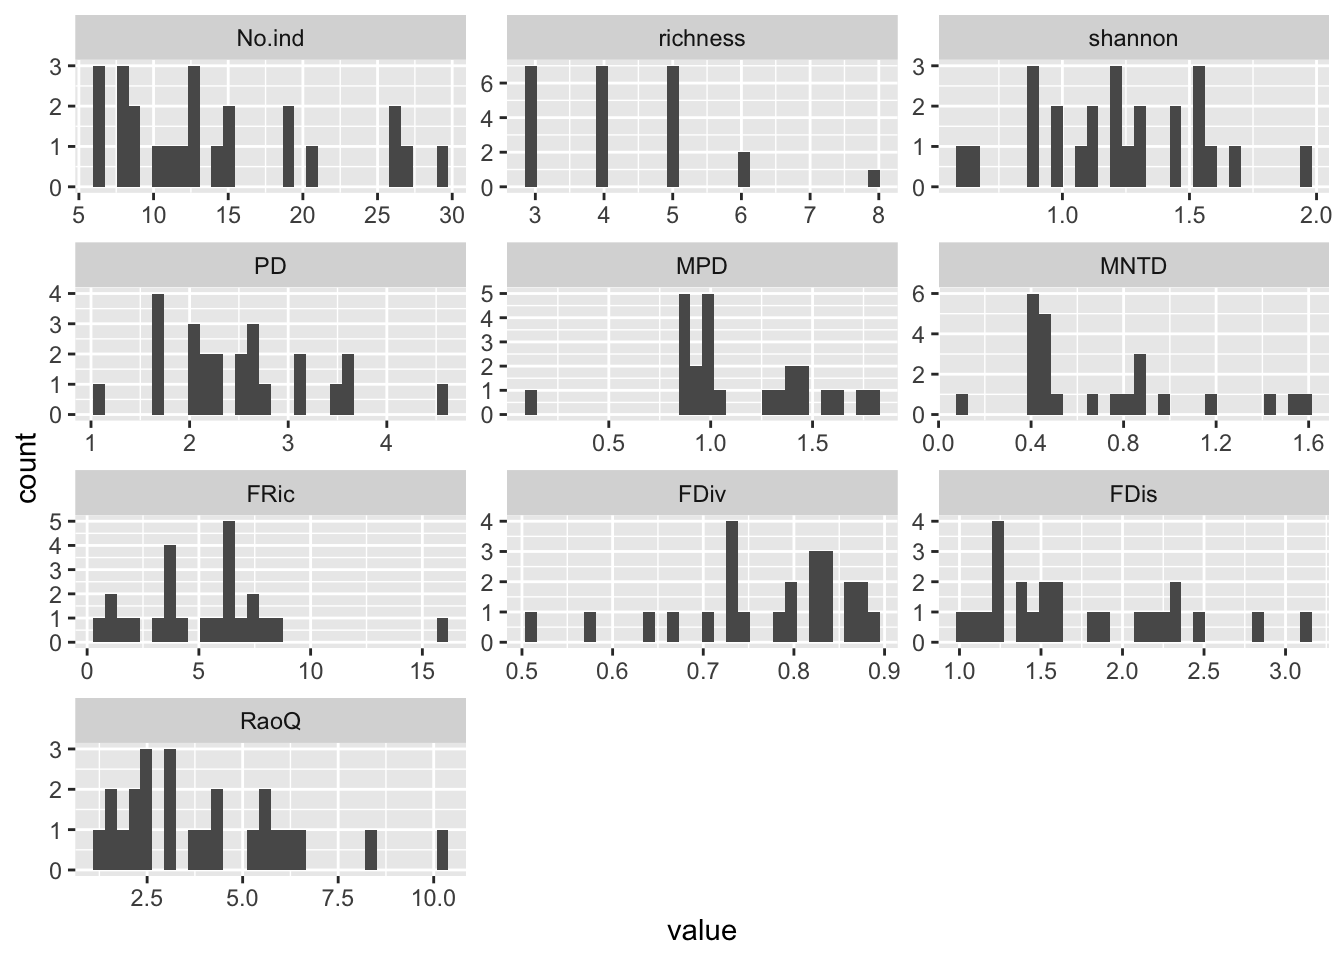 No.ind richness shannon
3 2 1 0 6 4 2 0 3 2 1 0
5 10 15 20 25 30 3 4 5 6 7 8 1.0 1.5 2.0
PD MPD MNTD
4 3 2 1 0 5 4 3 2 1 0 6 4 2 0
1 2 3 4 0.5 1.0 1.5 0.0 0.4 0.8 1.2 1.6
count
FRic FDiv FDis
5 4 3 2 1 0 4 3 2 1 0 4 3 2 1 0
0 5 10 15 0.5 0.6 0.7 0.8 0.9 1.0 1.5 2.0 2.5 3.0
RaoQ
3 2 1 0
2.5 5.0 7.5 10.0
value